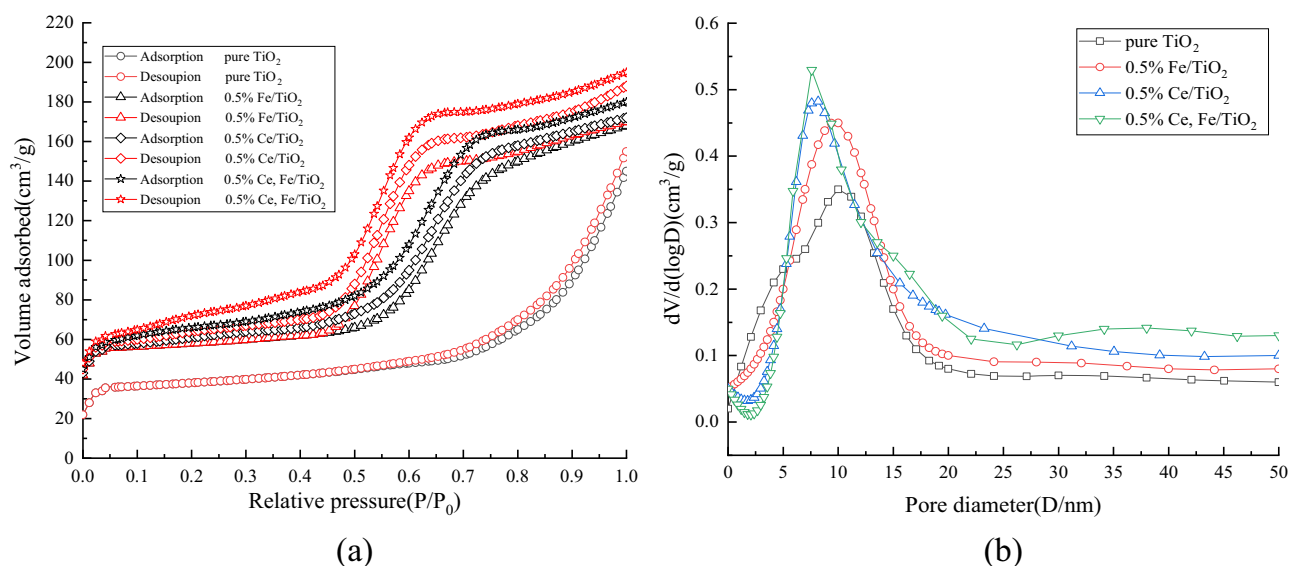 220
200
180
160
140
120
100
80
60
40
20
0
Volume adsorbed(cm³/g)
Adsorption pure TiO₂
Desoupion pure TiO₂
Adsorption 0.5% Fe/TiO₂
Desoupion 0.5% Fe/TiO₂
Adsorption 0.5% Ce/TiO₂
Desoupion 0.5% Ce/TiO₂
Adsorption 0.5% Ce, Fe/TiO₂
Desoupion 0.5% Ce, Fe/TiO₂
0.0 0.1 0.2 0.3 0.4 0.5 0.6 0.7 0.8 0.9 1.0
Relative pressure(P/P₀)
(a)
0.6
0.5
0.4
0.3
0.2
0.1
0.0
dV/d(logD)(cm³/g)
pure TiO₂
0.5% Fe/TiO₂
0.5% Ce/TiO₂
0.5% Ce, Fe/TiO₂
0 5 10 15 20 25 30 35 40 45 50
Pore diameter(D/nm)
(b)